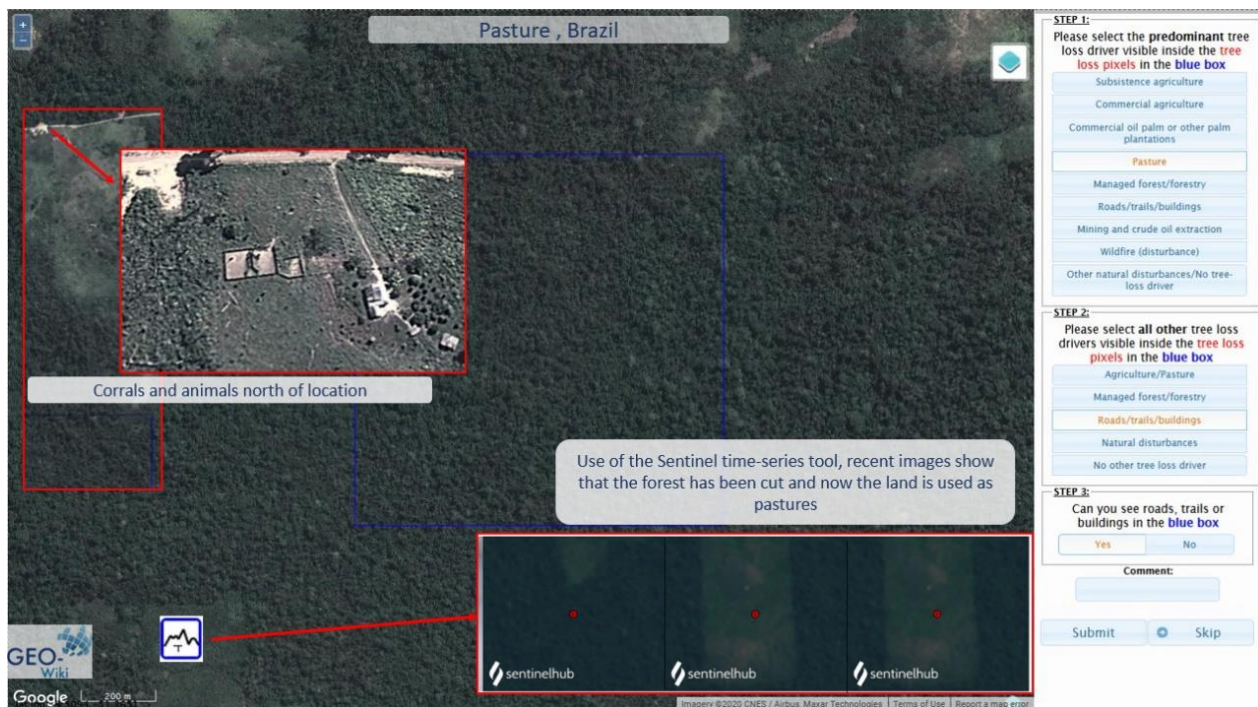 +
–
Pasture , Brazil
Corrals and animals north of location
Use of the Sentinel time-series tool, recent images show
that the forest has been cut and now the land is used as
pastures
T
sentinelhub
sentinelhub
sentinelhub
GEO-
Wiki
Google
200 m
Imagery ©2020 CNES / Airbus, Maxar Technologies
Terms of Use
Report a map error
STEP 1:
Please select the predominant tree
loss driver visible inside the tree
loss pixels in the blue box
Subsistence agriculture
Commercial agriculture
Commercial oil palm or other palm
plantations
Pasture
Managed forest/forestry
Roads/trails/buildings
Mining and crude oil extraction
Wildfire (disturbance)
Other natural disturbances/No tree-
loss driver
STEP 2:
Please select all other tree loss
drivers visible inside the tree loss
pixels in the blue box
Agriculture/Pasture
Managed forest/forestry
Roads/trails/buildings
Natural disturbances
No other tree loss driver
STEP 3:
Can you see roads, trails or
buildings in the blue box
Yes No
Comment:
Submit Skip